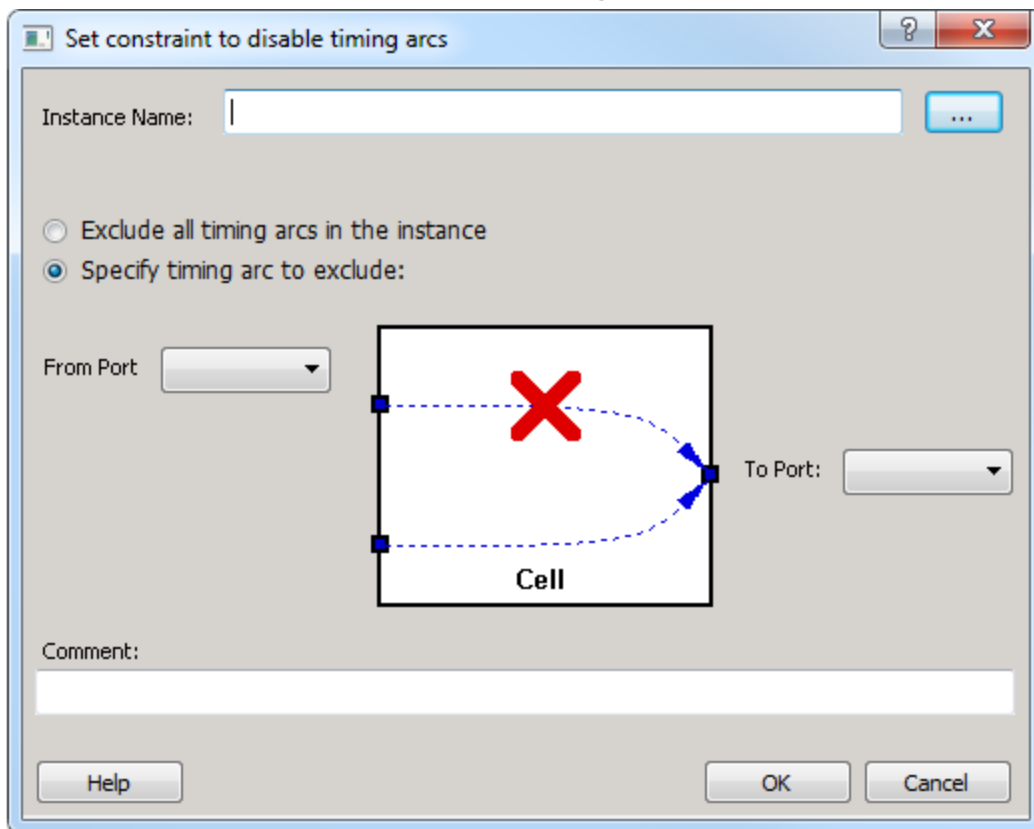 Set constraint to disable timing arcs
?
Instance Name:
...
Exclude all timing arcs in the instance
Specify timing arc to exclude:
From Port
To Port:
Cell
Comment:
Help
OK
Cancel